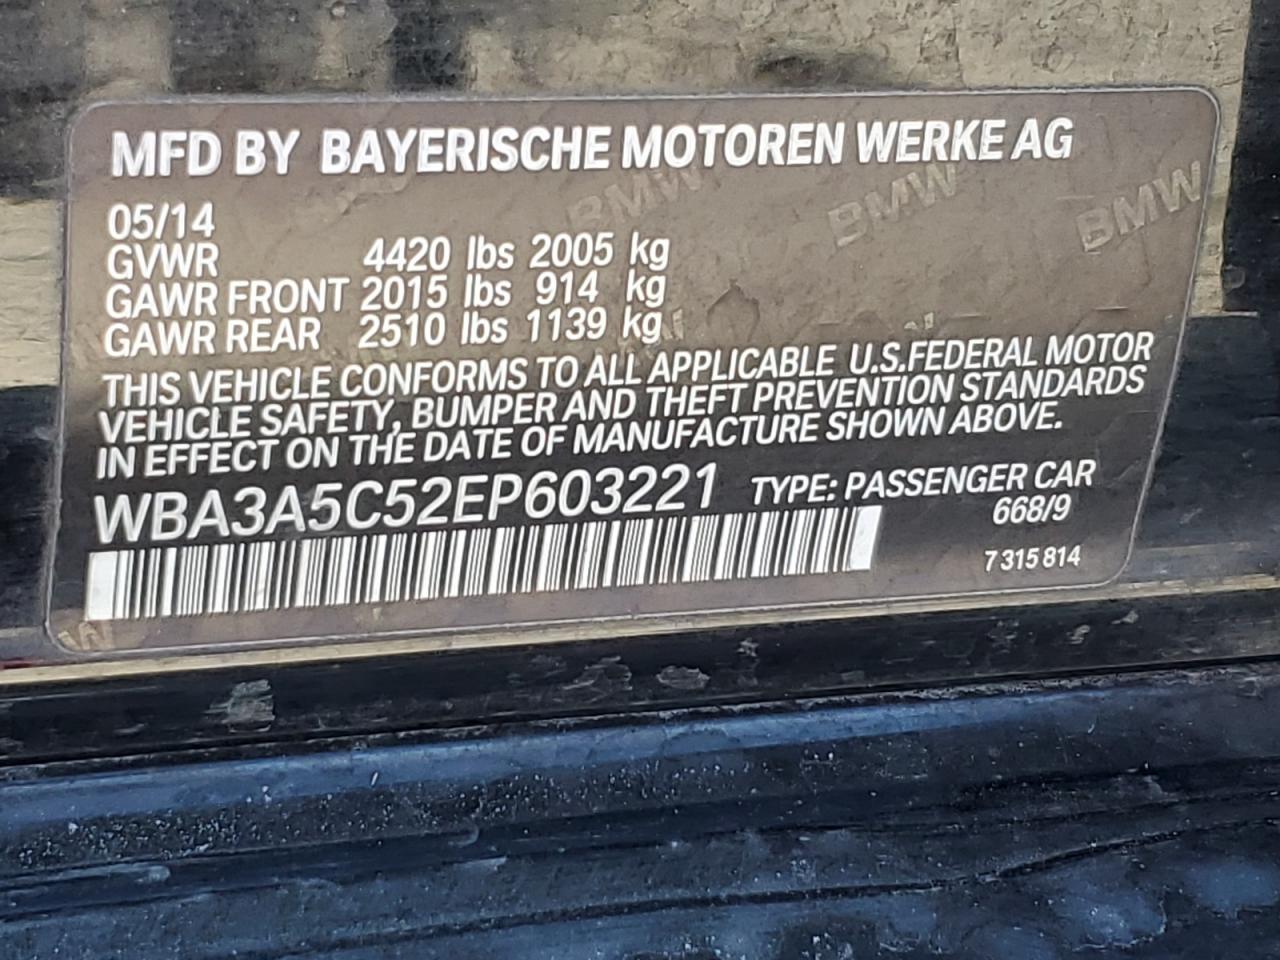 MFD BY BAYERISCHE MOTOREN WERKE AG
05/14
GVWR 4420 lbs 2005 kg
GAWR FRONT 2015 lbs 914 kg
GAWR REAR 2510 lbs 1139 kg
THIS VEHICLE CONFORMS TO ALL APPLICABLE U.S.FEDERAL MOTOR
VEHICLE SAFETY, BUMPER AND THEFT PREVENTION STANDARDS
IN EFFECT ON THE DATE OF MANUFACTURE SHOWN ABOVE.
WBA3A5C52EP603221 TYPE: PASSENGER CAR
668/9
7 315 814
BMW BMW BMW